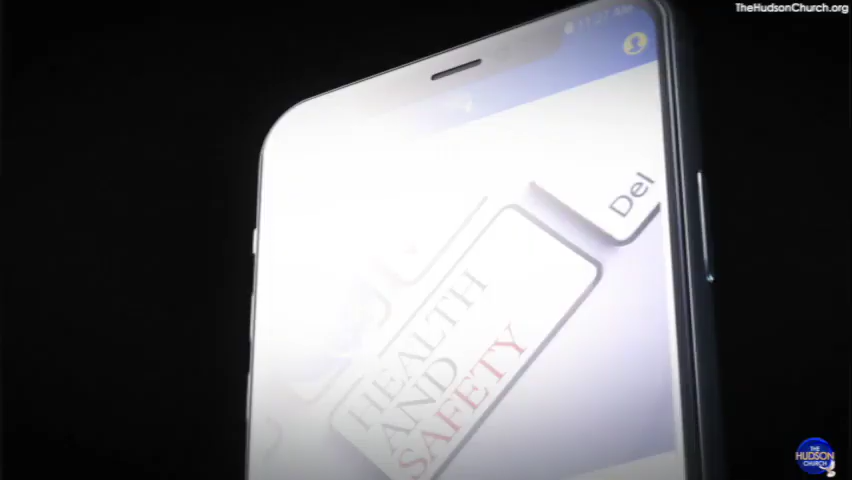 TheHudsonChurch.org
Del
HEALTH
AND
SAFETY
THE
HUDSON
CHURCH